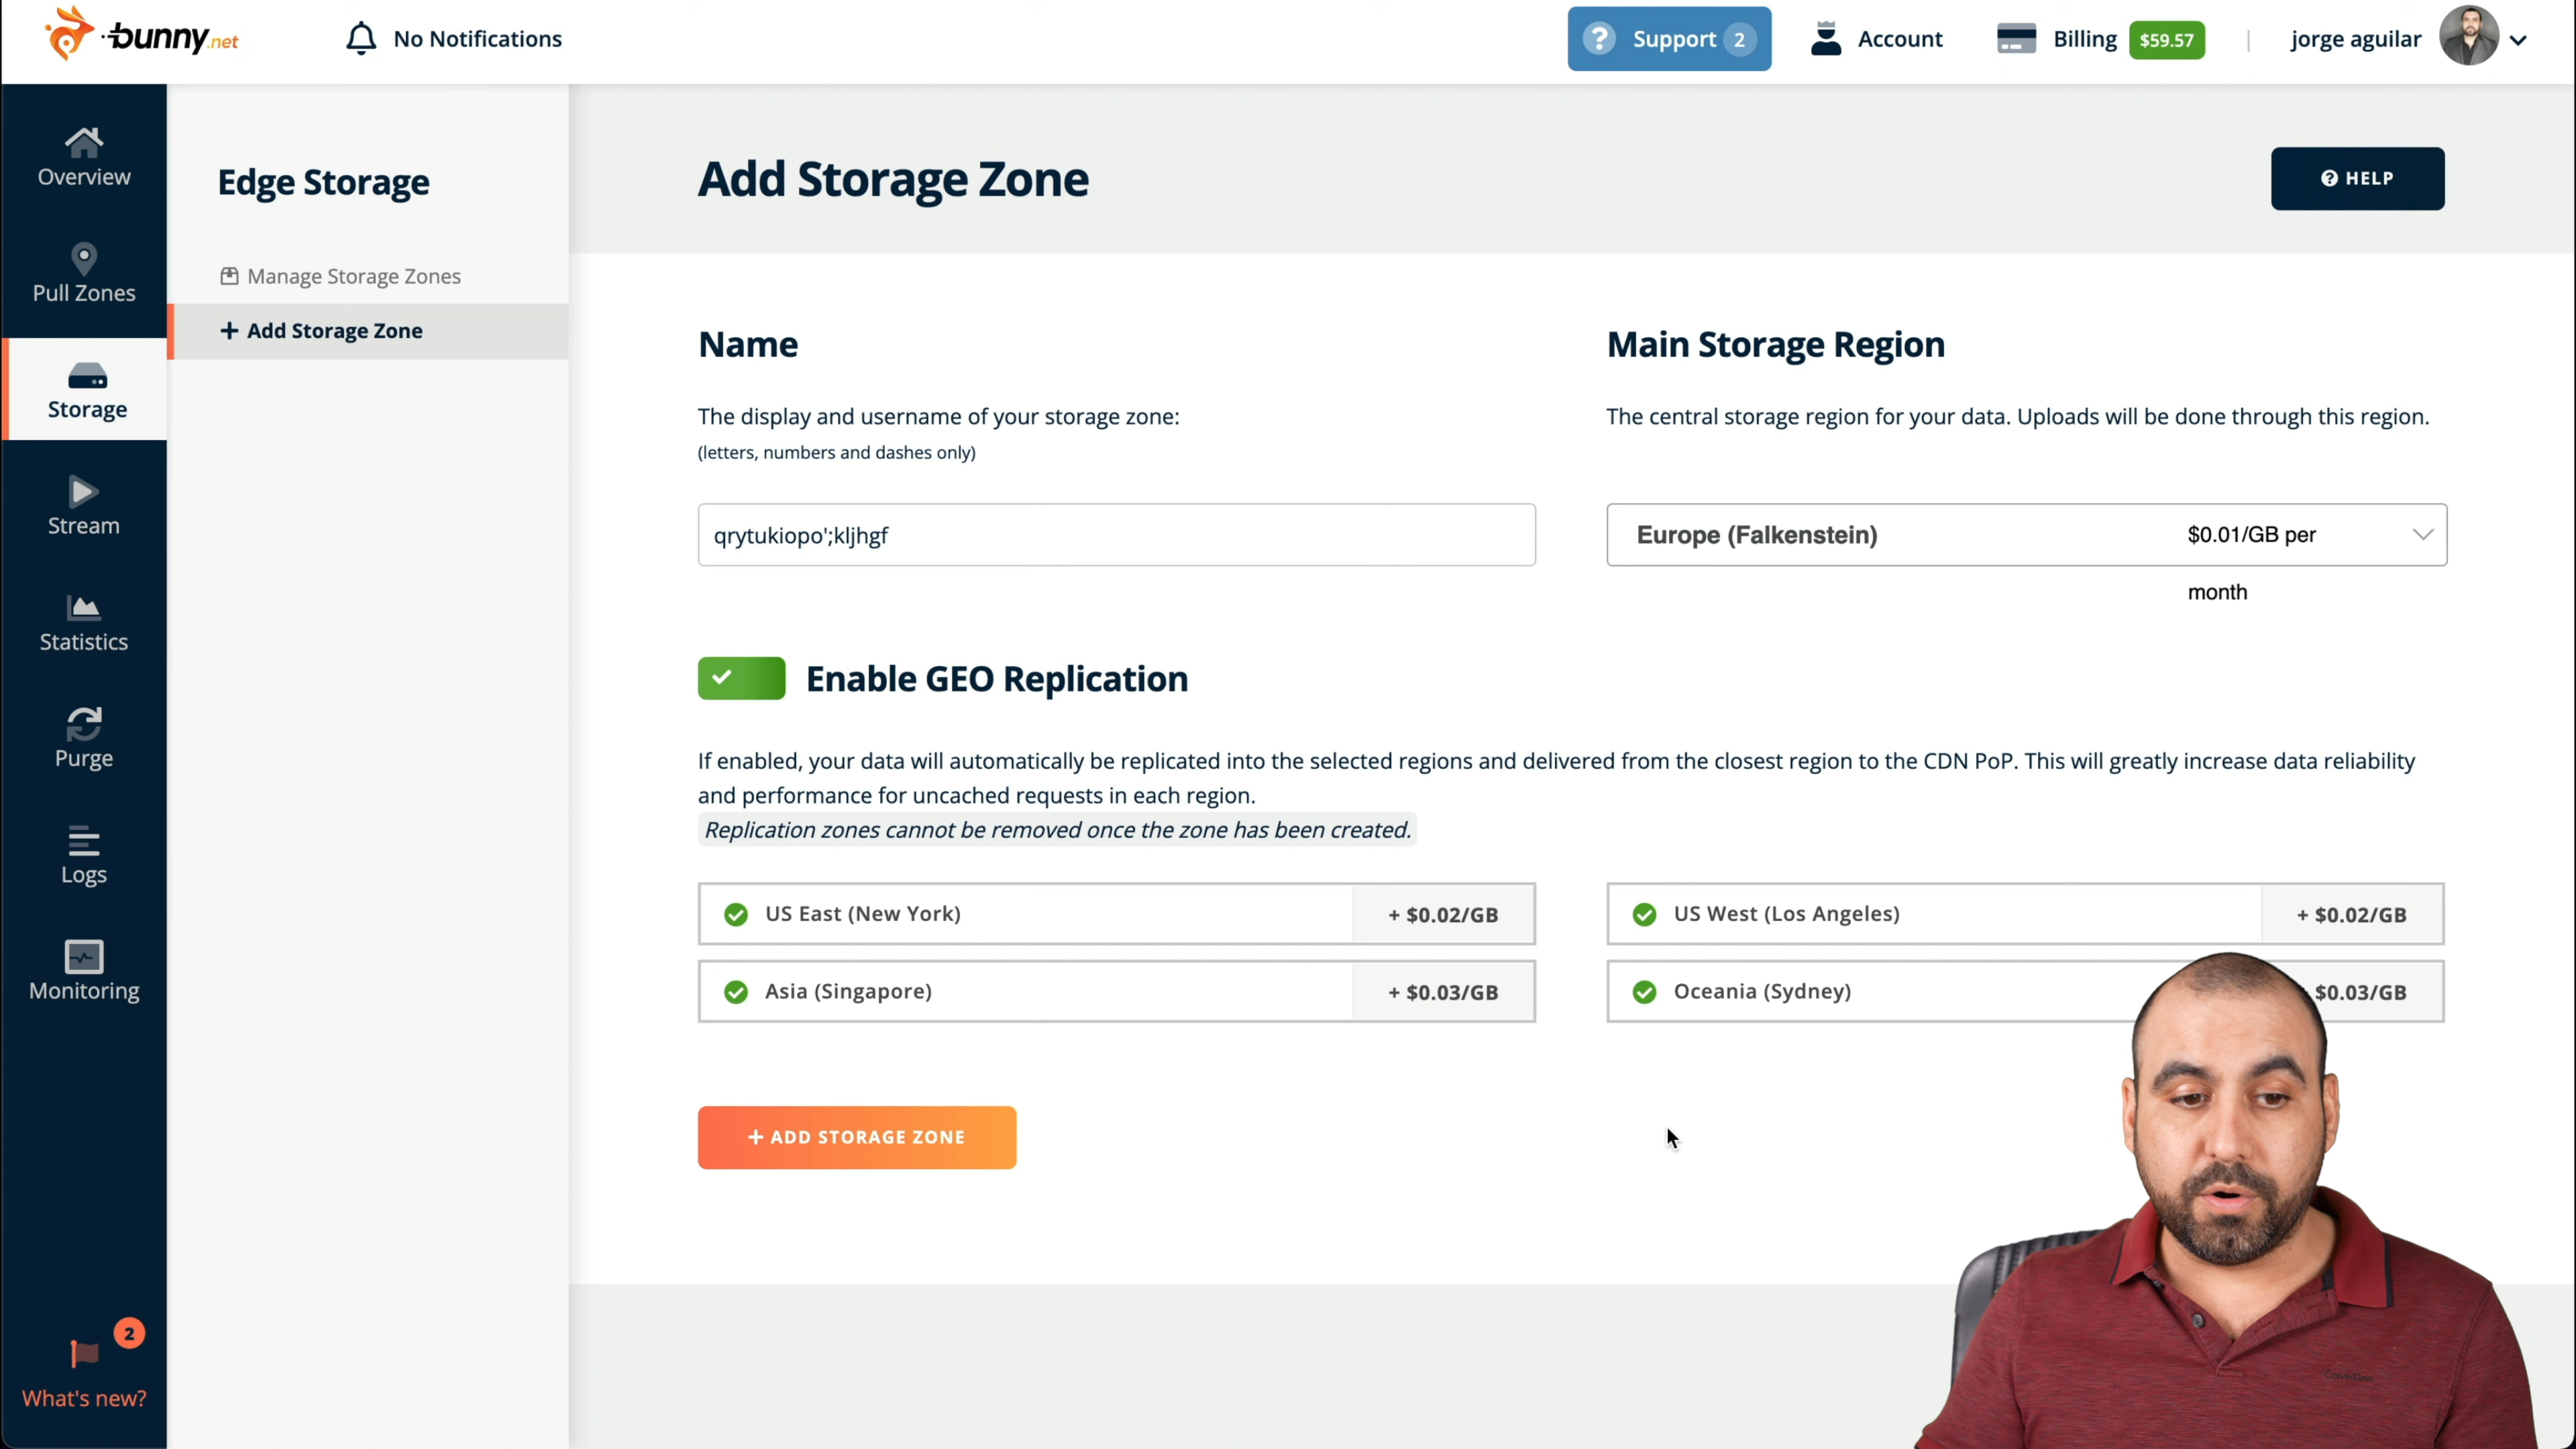 bunny.net
No Notifications
Support 2
Account
Billing $59.57
jorge aguilar
Overview
Pull Zones
Storage
Stream
Statistics
Purge
Logs
Monitoring
2
What's new?
Edge Storage
Manage Storage Zones
+ Add Storage Zone
Add Storage Zone
? HELP
Name
The display and username of your storage zone:
(letters, numbers and dashes only)
qrytukiopo';kljhgf
Main Storage Region
The central storage region for your data. Uploads will be done through this region.
Europe (Falkenstein) $0.01/GB per
month
Enable GEO Replication
If enabled, your data will automatically be replicated into the selected regions and delivered from the closest region to the CDN PoP. This will greatly increase data reliability
and performance for uncached requests in each region.
Replication zones cannot be removed once the zone has been created.
US East (New York) + $0.02/GB
US West (Los Angeles) + $0.02/GB
Asia (Singapore) + $0.03/GB
Oceania (Sydney) $0.03/GB
+ ADD STORAGE ZONE